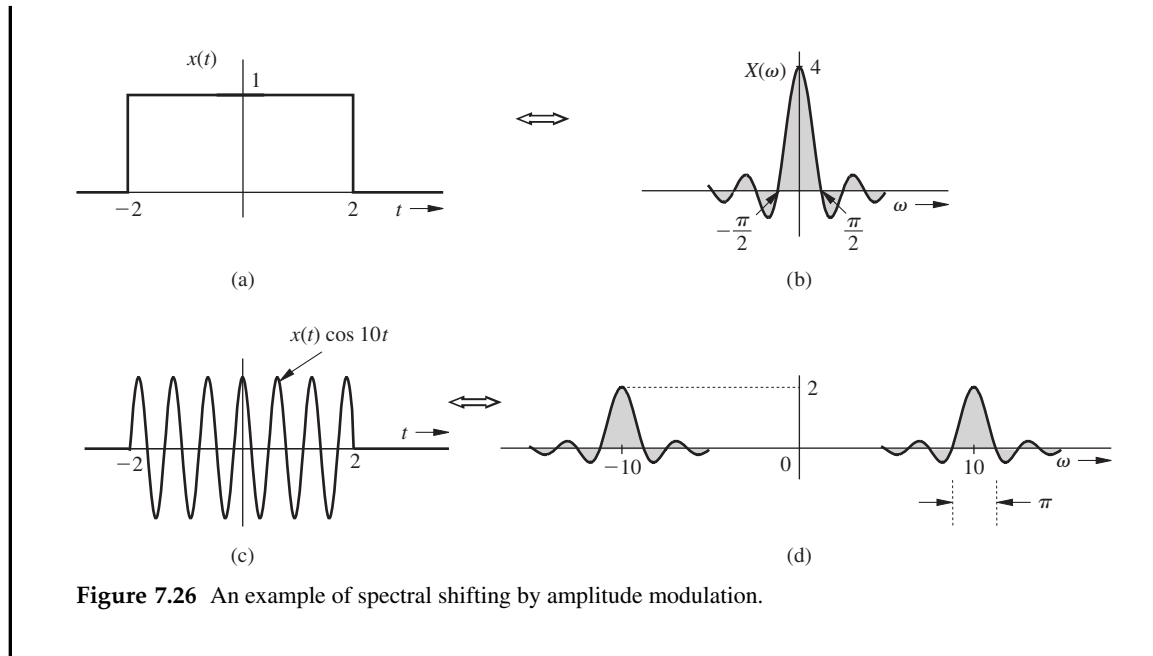 x(t)
1
−2
2
t
(a)
X(ω)
4
−π/2
π/2
ω
(b)
x(t) cos 10t
t
−2
2
(c)
2
−10
0
10
ω
π
(d)
Figure 7.26 An example of spectral shifting by amplitude modulation.